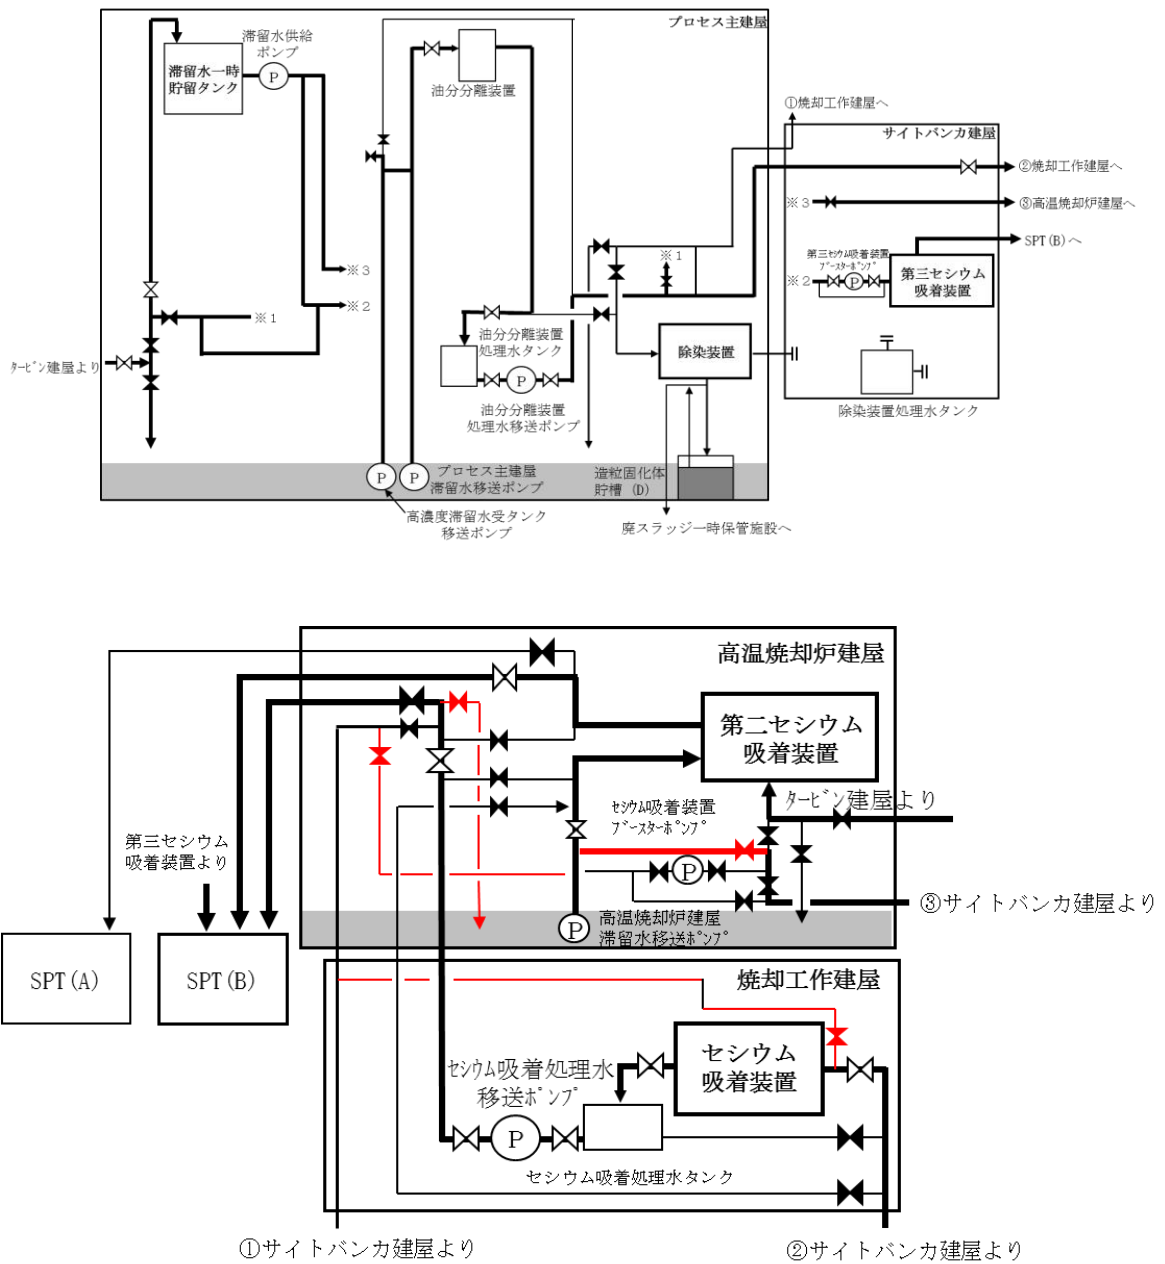 プロセス主建屋
滞留水供給
ポンプ
P
滞留水一時
貯留タンク
油分分離装置
①焼却工作建屋へ
サイトバンカ建屋
②焼却工作建屋へ
※3
③高温焼却炉建屋へ
SPT(B)へ
第三セシウム吸着装置
ブースターポンプ
※2
P
第三セシウム
吸着装置
※1
※3
※2
※1
油分分離装置
処理水タンク
除染装置
タービン建屋より
P
油分分離装置
処理水移送ポンプ
除染装置処理水タンク
P
P
プロセス主建屋
滞留水移送ポンプ
造粒固化体
貯槽(D)
高濃度滞留水受タンク
移送ポンプ
廃スラッジ一時保管施設へ
高温焼却炉建屋
第二セシウム
吸着装置
タービン建屋より
セシウム吸着装置
ブースターポンプ
第三セシウム
吸着装置より
P
③サイトバンカ建屋より
P
高温焼却炉建屋
滞留水移送ポンプ
SPT(A)
SPT(B)
焼却工作建屋
セシウム
吸着装置
セシウム吸着処理水
移送ポンプ
P
セシウム吸着処理水タンク
①サイトバンカ建屋より
②サイトバンカ建屋より